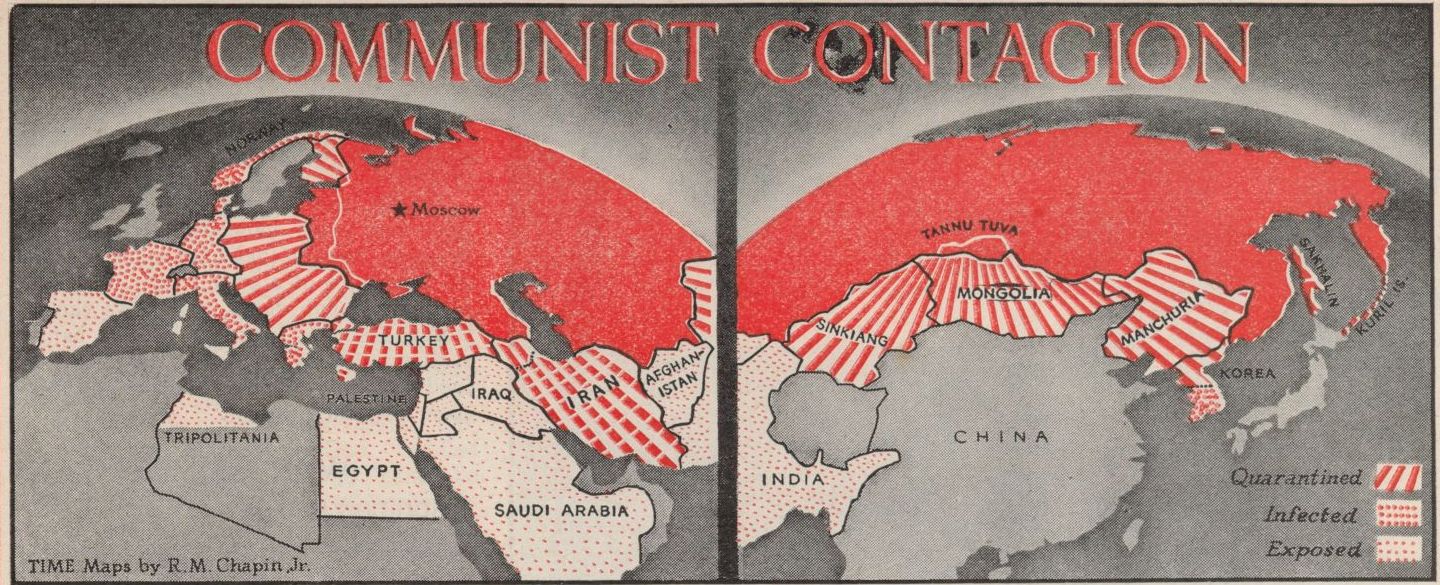 COMMUNIST CONTAGION
NORWAY
Moscow
TURKEY
PALESTINE
IRAQ
IRAN
AFGHAN-
ISTAN
TRIPOLITANIA
EGYPT
SAUDI ARABIA
TIME Maps by R.M. Chapin, Jr.
TANNU TUVA
MONGOLIA
SINKIANG
MANCHURIA
SAKHALIN
KURIL IS.
KOREA
CHINA
INDIA
Quarantined
Infected
Exposed